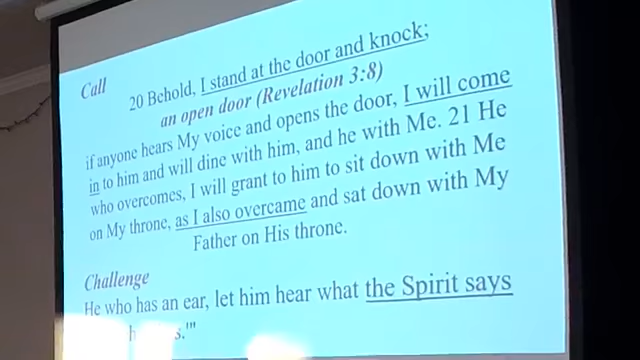 Call
20 Behold, I stand at the door and knock;
an open door (Revelation 3:8)
if anyone hears My voice and opens the door, I will come
in to him and will dine with him, and he with Me. 21 He
who overcomes, I will grant to him to sit down with Me
on My throne, as I also overcame and sat down with My
Father on His throne.
Challenge
He who has an ear, let him hear what the Spirit says